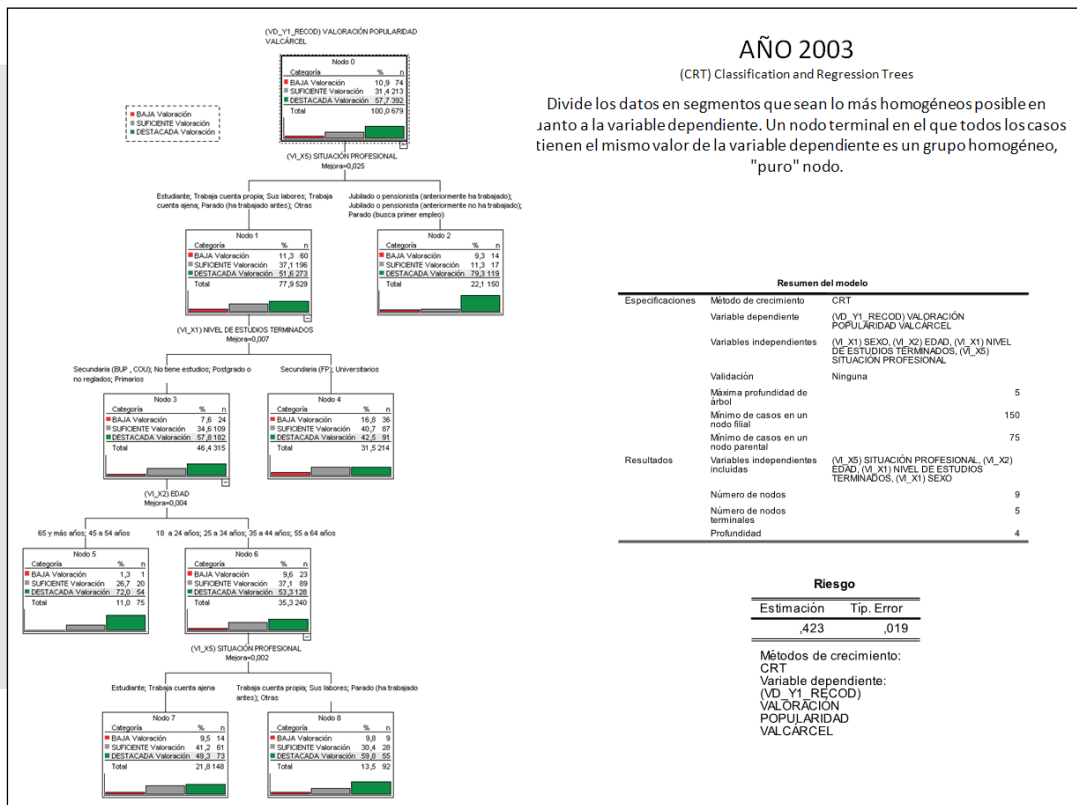 (VD_Y1_RECOD) VALORACIÓN POPULARIDAD
VALCÁRCEL
Nodo 0
Categoría % n
BAJA Valoración 10,9 74
SUFICIENTE Valoración 31,4 213
DESTACADA Valoración 57,7 392
Total 100,0 679
BAJA Valoración
SUFICIENTE Valoración
DESTACADA Valoración
(VI_X5) SITUACIÓN PROFESIONAL
Mejora=0,025
Estudiante; Trabaja cuenta propia; Sus labores; Trabaja
cuenta ajena; Parado (ha trabajado antes); Otras
Jubilado o pensionista (anteriormente ha trabajado);
Jubilado o pensionista (anteriormente no ha trabajado);
Parado (busca primer empleo)
Nodo 1
Categoría % n
BAJA Valoración 11,3 60
SUFICIENTE Valoración 37,1 196
DESTACADA Valoración 51,6 273
Total 77,9 529
Nodo 2
Categoría % n
BAJA Valoración 9,3 14
SUFICIENTE Valoración 11,3 17
DESTACADA Valoración 79,3 119
Total 22,1 150
(VI_X1) NIVEL DE ESTUDIOS TERMINADOS
Mejora=0,007
Secundaria (BUP , COU); No tiene estudios; Postgrado o
no reglados; Primarios
Secundaria (FP); Universitarios
Nodo 3
Categoría % n
BAJA Valoración 7,6 24
SUFICIENTE Valoración 34,6 109
DESTACADA Valoración 57,8 182
Total 46,4 315
Nodo 4
Categoría % n
BAJA Valoración 16,8 36
SUFICIENTE Valoración 40,7 87
DESTACADA Valoración 42,5 91
Total 31,5 214
(VI_X2) EDAD
Mejora=0,004
65 y más años; 45 a 54 años
18 a 24 años; 25 a 34 años; 35 a 44 años; 55 a 64 años
Nodo 5
Categoría % n
BAJA Valoración 1,3 1
SUFICIENTE Valoración 26,7 20
DESTACADA Valoración 72,0 54
Total 11,0 75
Nodo 6
Categoría % n
BAJA Valoración 9,6 23
SUFICIENTE Valoración 37,1 89
DESTACADA Valoración 53,3 128
Total 35,3 240
(VI_X5) SITUACIÓN PROFESIONAL
Mejora=0,002
Estudiante; Trabaja cuenta ajena
Trabaja cuenta propia; Sus labores; Parado (ha trabajado
antes); Otras
Nodo 7
Categoría % n
BAJA Valoración 9,5 14
SUFICIENTE Valoración 41,2 61
DESTACADA Valoración 49,3 73
Total 21,8 148
Nodo 8
Categoría % n
BAJA Valoración 9,8 9
SUFICIENTE Valoración 30,4 28
DESTACADA Valoración 59,8 55
Total 13,5 92
AÑO 2003
(CRT) Classification and Regression Trees
Divide los datos en segmentos que sean lo más homogéneos posible en
uanto a la variable dependiente. Un nodo terminal en el que todos los casos
tienen el mismo valor de la variable dependiente es un grupo homogéneo,
"puro" nodo.
Resumen del modelo
Especificaciones Método de crecimiento CRT
Variable dependiente (VD_Y1_RECOD) VALORACIÓN
POPULARIDAD VALCÁRCEL
Variables independientes (VI_X1) SEXO, (VI_X2) EDAD, (VI_X1) NIVEL
DE ESTUDIOS TERMINADOS, (VI_X5)
SITUACIÓN PROFESIONAL
Validación Ninguna
Máxima profundidad de
árbol 5
Mínimo de casos en un
nodo filial 150
Mínimo de casos en un
nodo parental 75
Resultados Variables independientes
incluidas (VI_X5) SITUACIÓN PROFESIONAL, (VI_X2)
EDAD, (VI_X1) NIVEL DE ESTUDIOS
TERMINADOS, (VI_X1) SEXO
Número de nodos 9
Número de nodos
terminales 5
Profundidad 4
Riesgo
Estimación Típ. Error
,423 ,019
Métodos de crecimiento:
CRT
Variable dependiente:
(VD_Y1_RECOD)
VALORACIÓN
POPULARIDAD
VALCÁRCEL